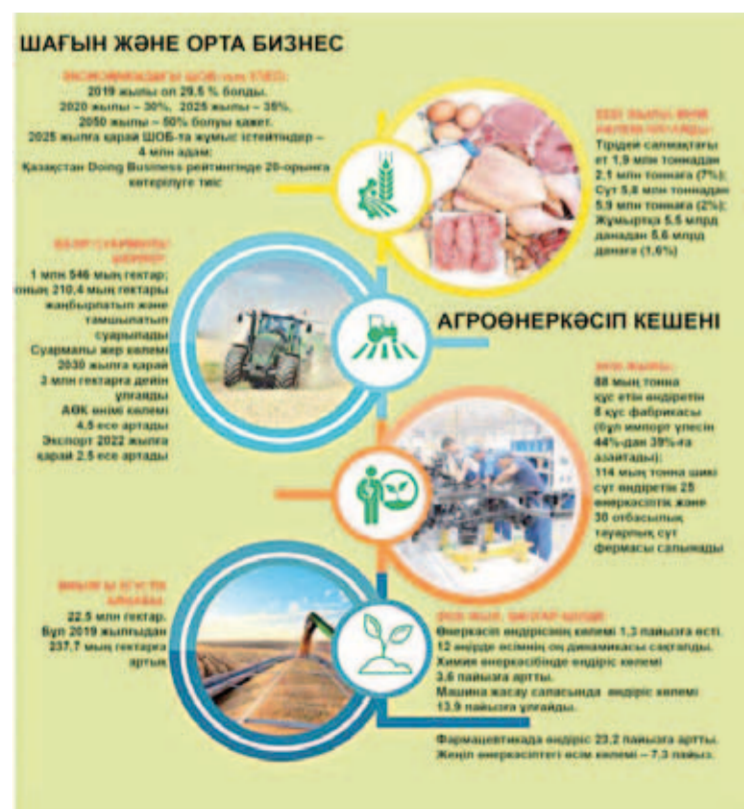 ШАҒЫН ЖӘНЕ ОРТА БИЗНЕС
ЭКОНОМИКАДАҒЫ ШОБ-тың ҮЛЕСІ:
2019 жылы ол 29,5 % болды.
2020 жылы – 30%, 2025 жылы – 35%,
2050 жылы – 50% болуы қажет.
2025 жылға қарай ШОБ-та жұмыс істейтіндер –
4 млн адам;
Қазақстан Doing Business рейтингінде 20-орынға
көтерілуге тиіс
Тірідей салмақтағы
ет 1,9 млн тоннадан
2,1 млн тоннаға (7%);
Сүт 5,8 млн тоннадан
5,9 млн тоннаға (2%);
Жұмыртқа 5,5 млрд
данадан 5,6 млрд
данаға (1,6%)
1 млн 546 мың гектар;
оның 210,4 мың гектары
жаңбырлатып және
тамшылатып
суарылады
Суармалы жер көлемі
2030 жылға қарай
3 млн гектарға дейін
ұлғаяды
АӨК өнімі көлемі
4,5 есе артады
Экспорт 2022 жылға
қарай 2,5 есе артады
АГРОӨНЕРКӘСІП КЕШЕНІ
88 мың тонна
құс етін өндіретін
8 құс фабрикасы
(бұл импорт үлесін
44%-дан 39%-ға
азайтады);
114 мың тонна шикі
сүт өндіретін 25
өнеркәсіптік және
30 отбасылық
тауарлық сүт
фермасы салынады
22,5 млн гектар.
Бұл 2019 жылғыдан
237,7 мың гектарға
артық
Өнеркәсіп өндірісінің көлемі 1,3 пайызға өсті.
12 өңірде өсімнің оң динамикасы сақталды.
Химия өнеркәсібінде өндіріс көлемі
3,6 пайызға артты.
Машина жасау саласында өндіріс көлемі
13,9 пайызға ұлғайды.
Фармацевтикада өндіріс 23,2 пайызға артты.
Жеңіл өнеркәсіптегі өсім көлемі – 7,3 пайыз.